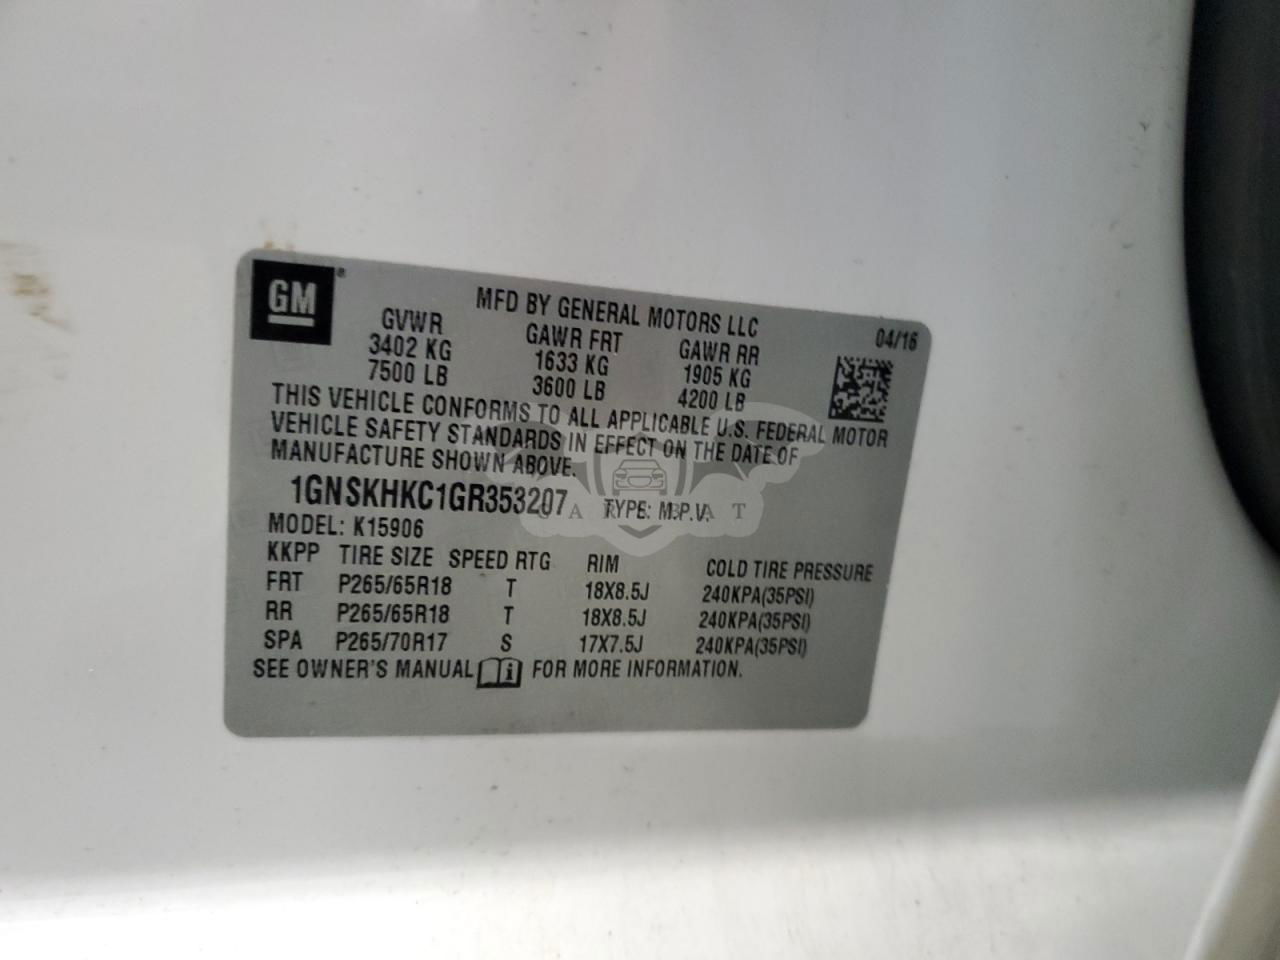 GM ®
MFD BY GENERAL MOTORS LLC
04/16
GVWR GAWR FRT GAWR RR
3402 KG 1633 KG 1905 KG
7500 LB 3600 LB 4200 LB
THIS VEHICLE CONFORMS TO ALL APPLICABLE U.S. FEDERAL MOTOR
VEHICLE SAFETY STANDARDS IN EFFECT ON THE DATE OF
MANUFACTURE SHOWN ABOVE.
1GNSKHKC1GR353207 TYPE: M.P.V.
MODEL: K15906
KKPP TIRE SIZE SPEED RTG RIM COLD TIRE PRESSURE
FRT P265/65R18 T 18X8.5J 240KPA(35PSI)
RR P265/65R18 T 18X8.5J 240KPA(35PSI)
SPA P265/70R17 S 17X7.5J 240KPA(35PSI)
SEE OWNER'S MANUAL i FOR MORE INFORMATION.